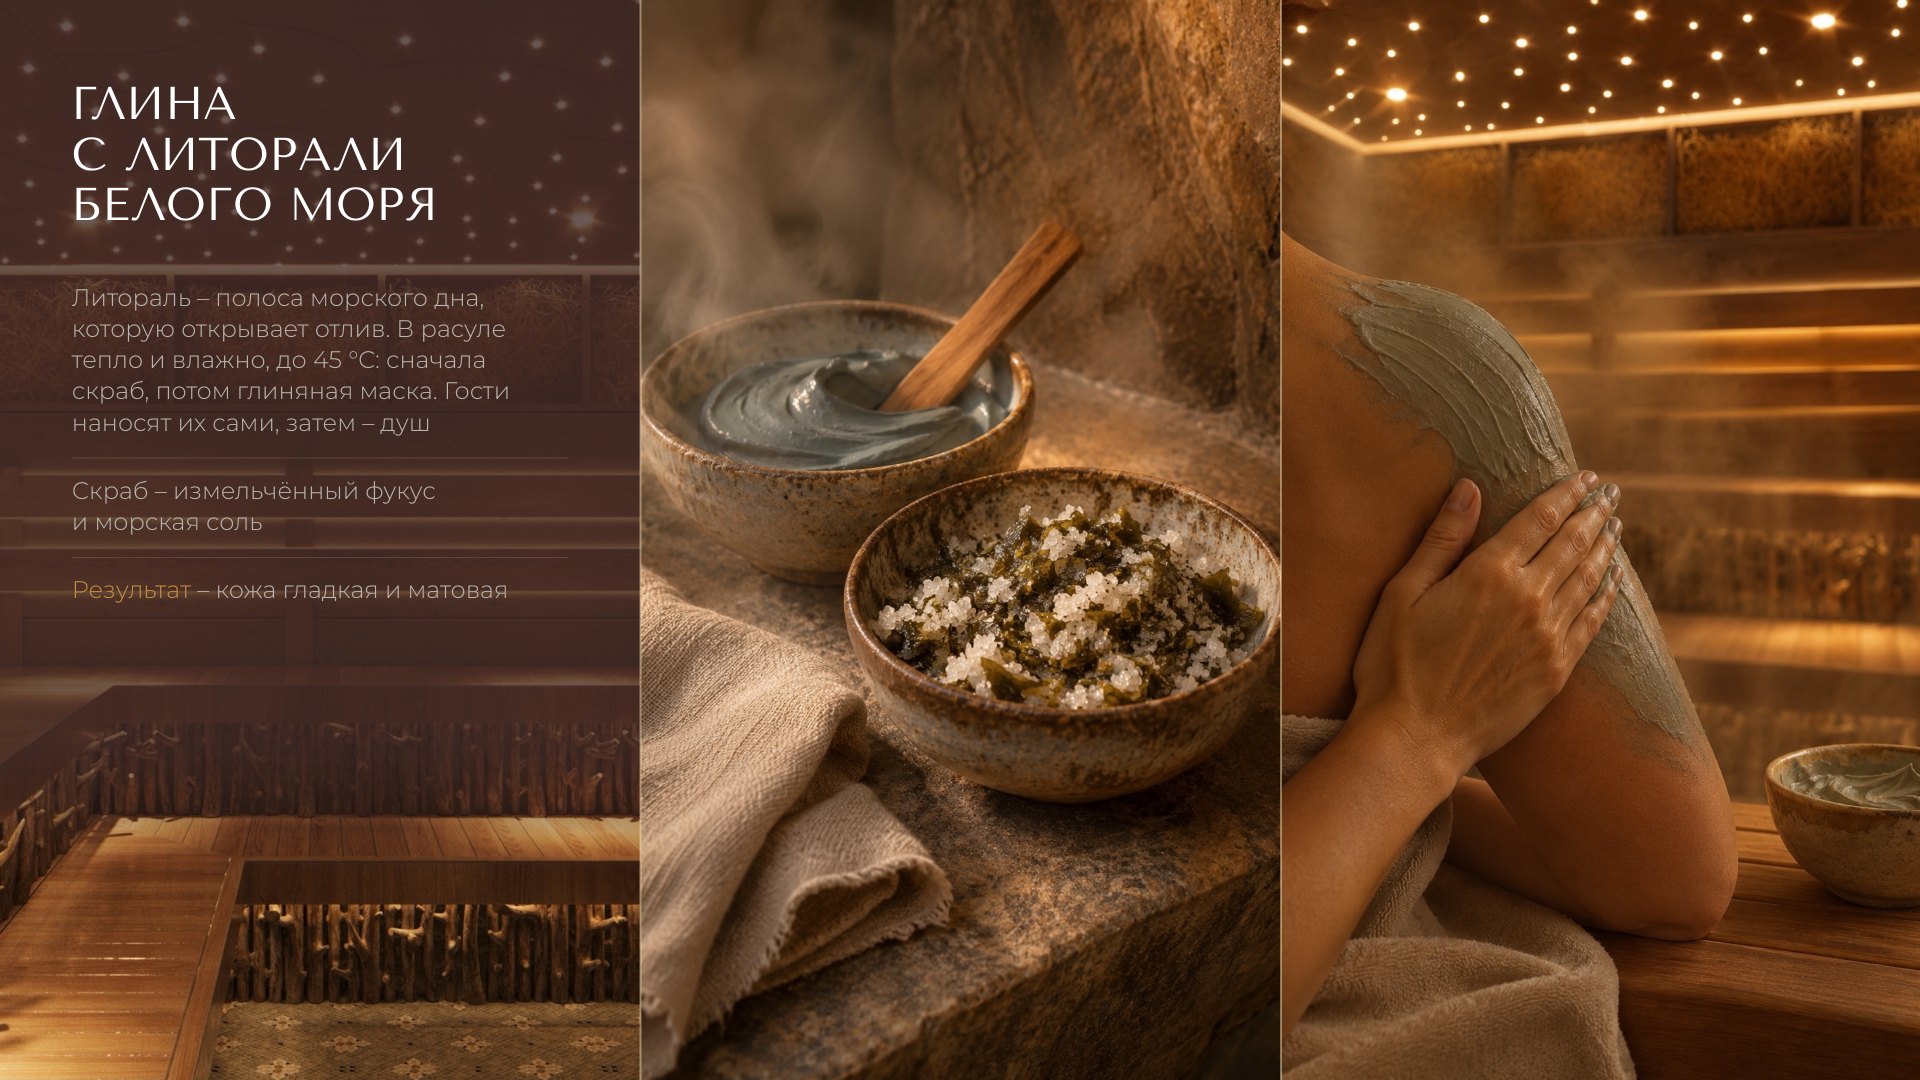 ГЛИНА
С ЛИТОРАЛИ
БЕЛОГО МОРЯ
Литораль – полоса морского дна,
которую открывает отлив. В расуле
тепло и влажно, до 45 °С: сначала
скраб, потом глиняная маска. Гости
наносят их сами, затем – душ
Скраб – измельчённый фукус
и морская соль
Результат – кожа гладкая и матовая